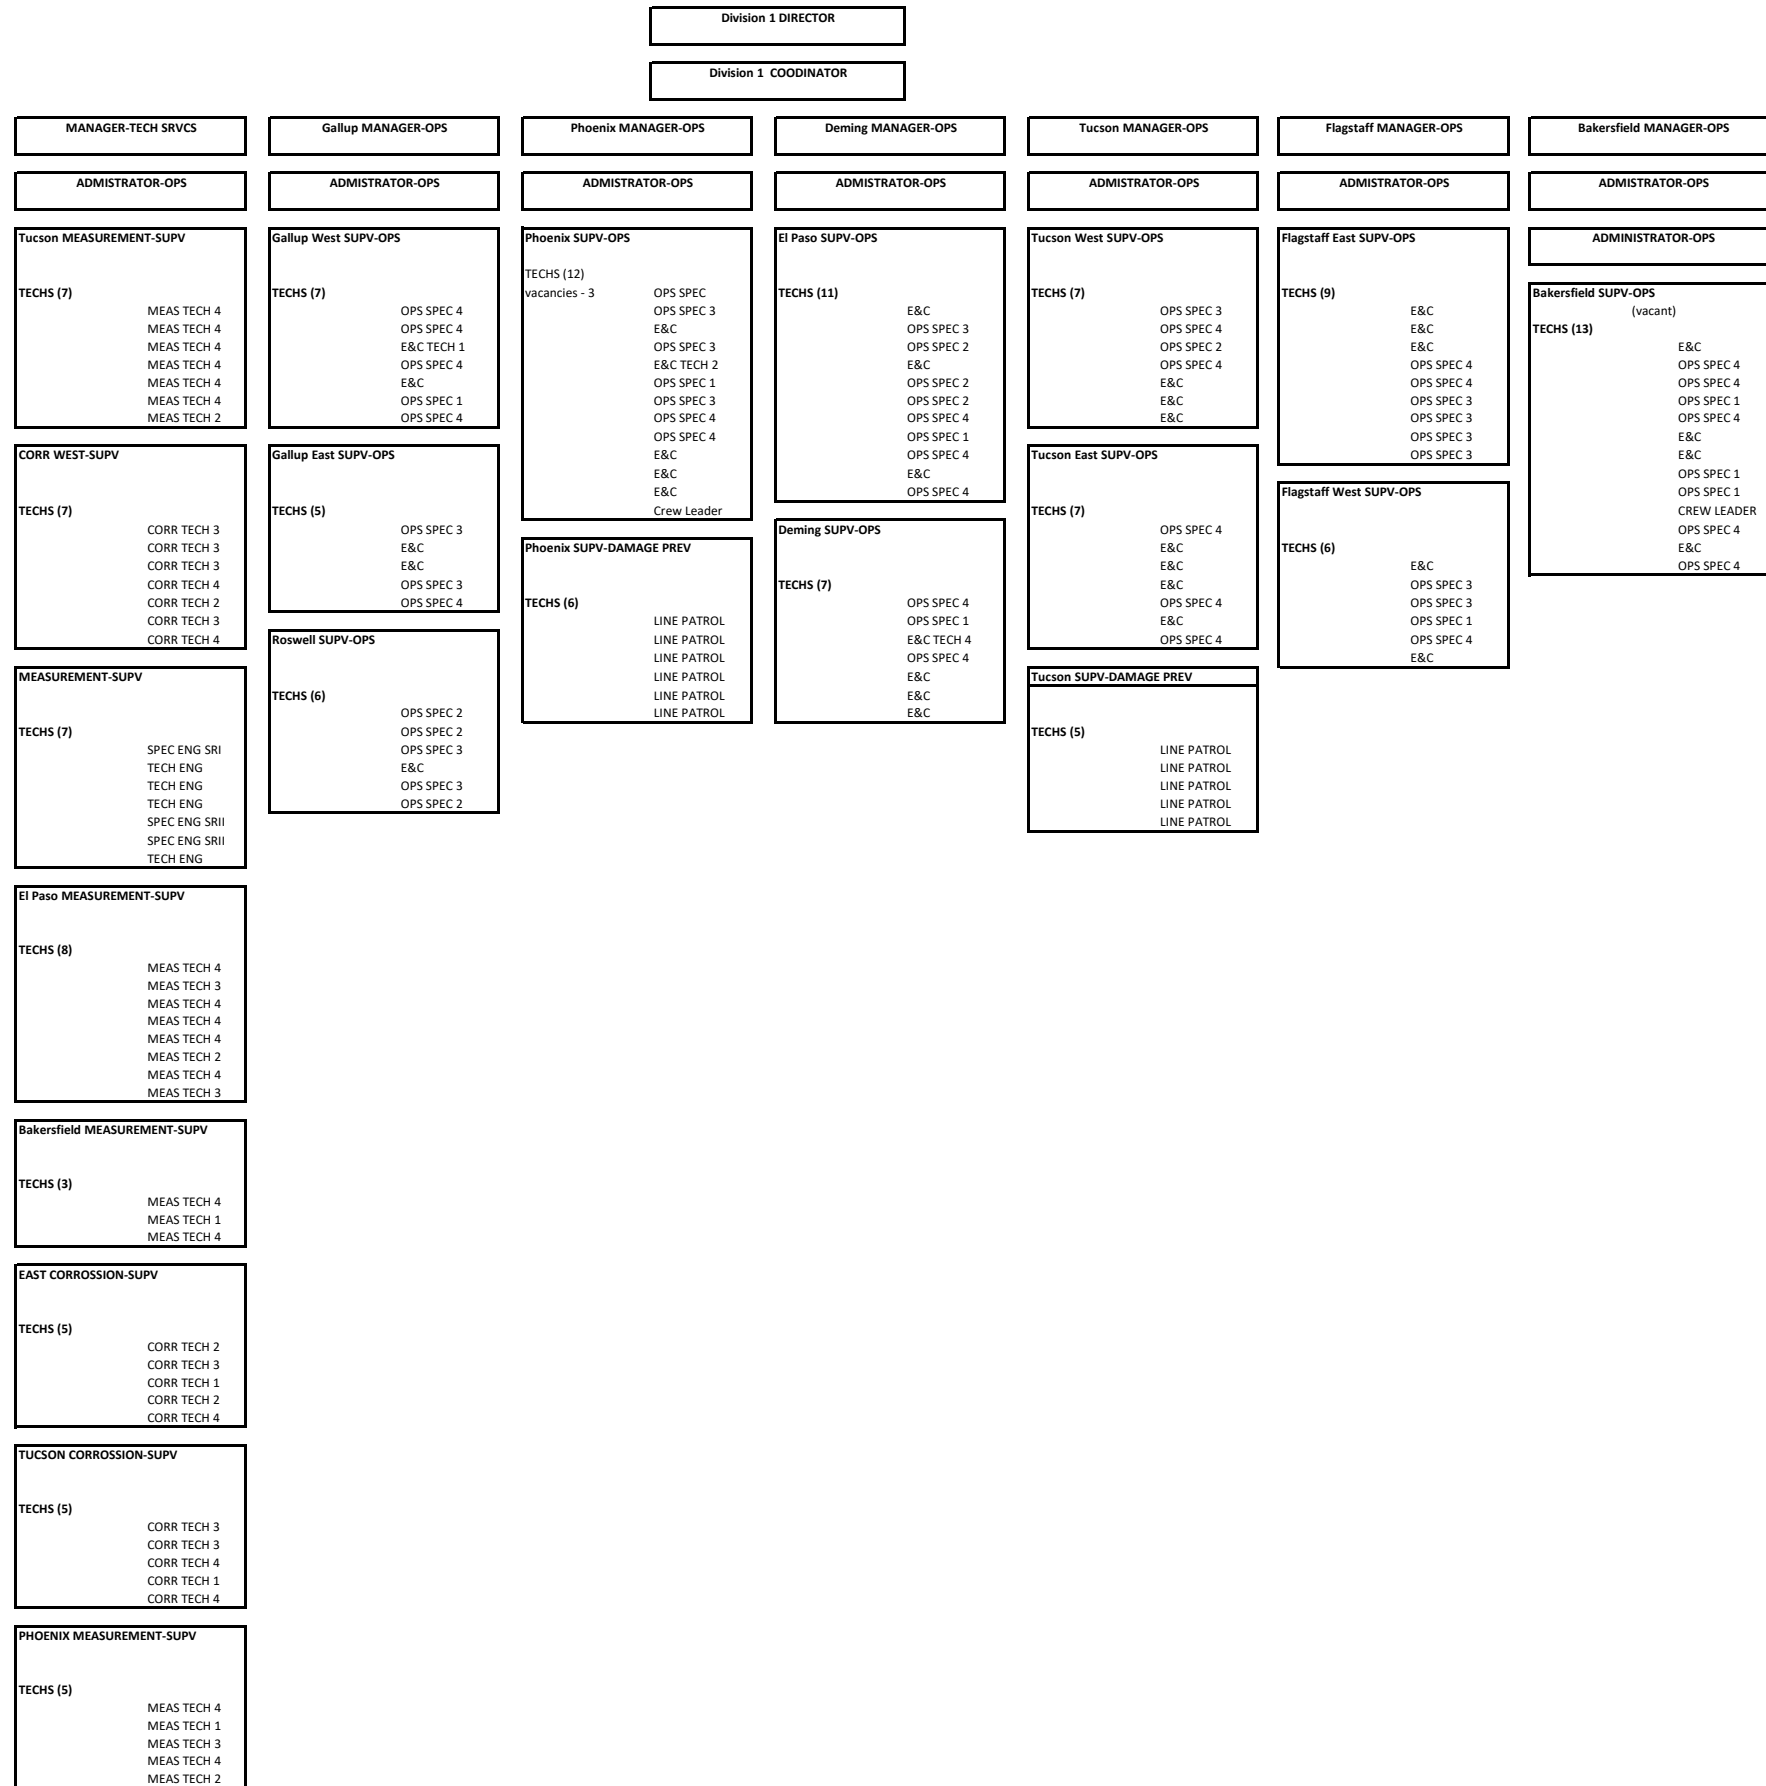 Division 1 DIRECTOR
Division 1  COODINATOR
MANAGER-TECH SRVCS
ADMISTRATOR-OPS
Tucson MEASUREMENT-SUPV
TECHS (7)
MEAS TECH 4
MEAS TECH 4
MEAS TECH 4
MEAS TECH 4
MEAS TECH 4
MEAS TECH 4
MEAS TECH 2
CORR WEST-SUPV
TECHS (7)
CORR TECH 3
CORR TECH 3
CORR TECH 3
CORR TECH 4
CORR TECH 2
CORR TECH 3
CORR TECH 4
MEASUREMENT-SUPV
TECHS (7)
SPEC ENG SRI
TECH ENG
TECH ENG
TECH ENG
SPEC ENG SRII
SPEC ENG SRII
TECH ENG
El Paso MEASUREMENT-SUPV
TECHS (8)
MEAS TECH 4
MEAS TECH 3
MEAS TECH 4
MEAS TECH 4
MEAS TECH 4
MEAS TECH 2
MEAS TECH 4
MEAS TECH 3
Bakersfield MEASUREMENT-SUPV
TECHS (3)
MEAS TECH 4
MEAS TECH 1
MEAS TECH 4
EAST CORROSSION-SUPV
TECHS (5)
CORR TECH 2
CORR TECH 3
CORR TECH 1
CORR TECH 2
CORR TECH 4
TUCSON CORROSSION-SUPV
TECHS (5)
CORR TECH 3
CORR TECH 3
CORR TECH 4
CORR TECH 1
CORR TECH 4
PHOENIX MEASUREMENT-SUPV
TECHS (5)
MEAS TECH 4
MEAS TECH 1
MEAS TECH 3
MEAS TECH 4
MEAS TECH 2
Gallup MANAGER-OPS
ADMISTRATOR-OPS
Gallup West SUPV-OPS
TECHS (7)
OPS SPEC 4
OPS SPEC 4
E&C TECH 1
OPS SPEC 4
E&C
OPS SPEC 1
OPS SPEC 4
Gallup East SUPV-OPS
TECHS (5)
OPS SPEC 3
E&C
E&C
OPS SPEC 3
OPS SPEC 4
Roswell SUPV-OPS
TECHS (6)
OPS SPEC 2
OPS SPEC 2
OPS SPEC 3
E&C
OPS SPEC 3
OPS SPEC 2
Phoenix MANAGER-OPS
ADMISTRATOR-OPS
Phoenix SUPV-OPS
TECHS (12)
vacancies - 3 OPS SPEC
OPS SPEC 3
E&C
OPS SPEC 3
E&C TECH 2
OPS SPEC 1
OPS SPEC 3
OPS SPEC 4
OPS SPEC 4
E&C
E&C
E&C
Crew Leader
Phoenix SUPV-DAMAGE PREV
TECHS (6)
LINE PATROL
LINE PATROL
LINE PATROL
LINE PATROL
LINE PATROL
LINE PATROL
Deming MANAGER-OPS
ADMISTRATOR-OPS
El Paso SUPV-OPS
TECHS (11)
E&C
OPS SPEC 3
OPS SPEC 2
E&C
OPS SPEC 2
OPS SPEC 2
OPS SPEC 4
OPS SPEC 1
OPS SPEC 4
E&C
OPS SPEC 4
Deming SUPV-OPS
TECHS (7)
OPS SPEC 4
OPS SPEC 1
E&C TECH 4
OPS SPEC 4
E&C
E&C
E&C
Tucson MANAGER-OPS
ADMISTRATOR-OPS
Tucson West SUPV-OPS
TECHS (7)
OPS SPEC 3
OPS SPEC 4
OPS SPEC 2
OPS SPEC 4
E&C
E&C
E&C
Tucson East SUPV-OPS
TECHS (7)
OPS SPEC 4
E&C
E&C
E&C
OPS SPEC 4
E&C
OPS SPEC 4
Tucson SUPV-DAMAGE PREV
TECHS (5)
LINE PATROL
LINE PATROL
LINE PATROL
LINE PATROL
LINE PATROL
Flagstaff MANAGER-OPS
ADMISTRATOR-OPS
Flagstaff East SUPV-OPS
TECHS (9)
E&C
E&C
E&C
OPS SPEC 4
OPS SPEC 4
OPS SPEC 3
OPS SPEC 3
OPS SPEC 3
OPS SPEC 3
Flagstaff West SUPV-OPS
TECHS (6)
E&C
OPS SPEC 3
OPS SPEC 3
OPS SPEC 1
OPS SPEC 4
E&C
Bakersfield MANAGER-OPS
ADMISTRATOR-OPS
ADMINISTRATOR-OPS
Bakersfield SUPV-OPS
(vacant)
TECHS (13)
E&C
OPS SPEC 4
OPS SPEC 4
OPS SPEC 1
OPS SPEC 4
E&C
E&C
OPS SPEC 1
OPS SPEC 1
CREW LEADER
OPS SPEC 4
E&C
OPS SPEC 4